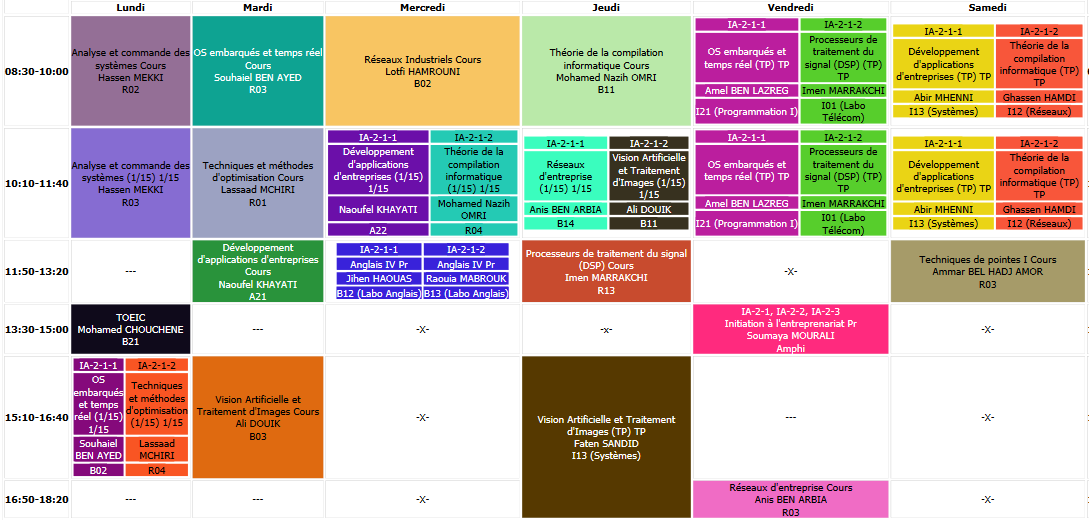 Lundi
Mardi
Mercredi
Jeudi
Vendredi
Samedi
08:30-10:00
Analyse et commande des
systèmes Cours
Hassen MEKKI
R02
OS embarqués et temps réel
Cours
Souhaiel BEN AYED
R03
Réseaux Industriels Cours
Lotfi HAMROUNI
B02
Théorie de la compilation
informatique Cours
Mohamed Nazih OMRI
B11
IA-2-1-1
OS embarqués et
temps réel (TP) TP
Amel BEN LAZREG
I21 (Programmation I)
IA-2-1-2
Processeurs de
traitement du
signal (DSP) (TP)
TP
Imen MARRAKCHI
I01 (Labo
Télécom)
IA-2-1-1
Développement
d'applications
d'entreprises (TP) TP
Abir MHENNI
I13 (Systèmes)
IA-2-1-2
Théorie de la
compilation
informatique (TP)
TP
Ghassen HAMDI
I12 (Réseaux)
10:10-11:40
Analyse et commande des
systèmes (1/15) 1/15
Hassen MEKKI
R03
Techniques et méthodes
d'optimisation Cours
Lassaad MCHIRI
R01
IA-2-1-1
Développement
d'applications
d'entreprises (1/15)
1/15
Naoufel KHAYATI
A22
IA-2-1-2
Théorie de la
compilation
informatique
(1/15) 1/15
Mohamed Nazih
OMRI
R04
IA-2-1-1
Réseaux
d'entreprise
(1/15) 1/15
Anis BEN ARBIA
B14
IA-2-1-2
Vision Artificielle
et Traitement
d'Images (1/15)
1/15
Ali DOUIK
B11
IA-2-1-1
OS embarqués et
temps réel (TP) TP
Amel BEN LAZREG
I21 (Programmation I)
IA-2-1-2
Processeurs de
traitement du
signal (DSP) (TP)
TP
Imen MARRAKCHI
I01 (Labo
Télécom)
IA-2-1-1
Développement
d'applications
d'entreprises (TP) TP
Abir MHENNI
I13 (Systèmes)
IA-2-1-2
Théorie de la
compilation
informatique (TP)
TP
Ghassen HAMDI
I12 (Réseaux)
11:50-13:20
---
Développement
d'applications d'entreprises
Cours
Naoufel KHAYATI
A21
IA-2-1-1
Anglais IV Pr
Jihen HAOUAS
B12 (Labo Anglais)
IA-2-1-2
Anglais IV Pr
Raouia MABROUK
B13 (Labo Anglais)
Processeurs de traitement du signal
(DSP) Cours
Imen MARRAKCHI
R13
-X-
Techniques de pointes I Cours
Ammar BEL HADJ AMOR
R03
13:30-15:00
TOEIC
Mohamed CHOUCHENE
B21
---
-X-
-x-
IA-2-1, IA-2-2, IA-2-3
Initiation à l'entreprenariat Pr
Soumaya MOURALI
Amphi
-X-
15:10-16:40
IA-2-1-1
OS
embarqués
et temps
réel (1/15)
1/15
Souhaiel
BEN AYED
B02
IA-2-1-2
Techniques
et méthodes
d'optimisation
(1/15) 1/15
Lassaad
MCHIRI
R04
Vision Artificielle et
Traitement d'Images Cours
Ali DOUIK
B03
-X-
Vision Artificielle et Traitement
d'Images (TP) TP
Faten SANDID
I13 (Systèmes)
---
-X-
16:50-18:20
---
---
-X-
Réseaux d'entreprise Cours
Anis BEN ARBIA
R03
-X-